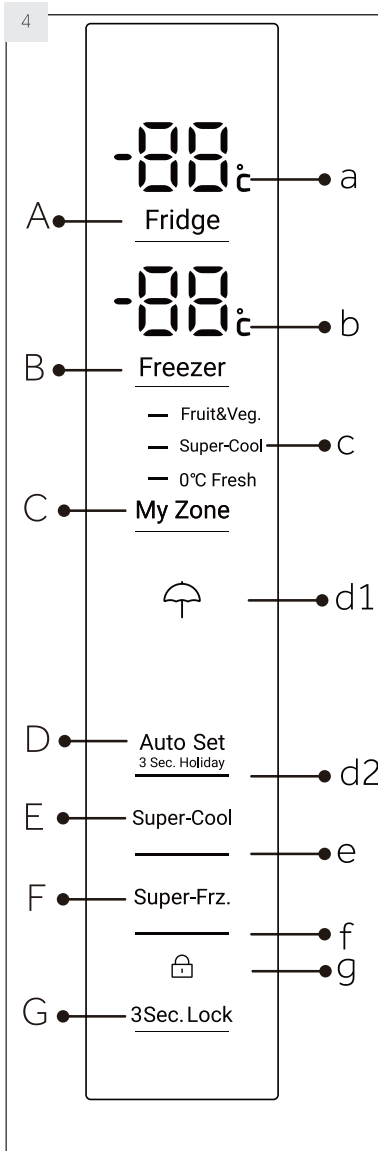 4
-88°c
a
A
Fridge
-88°c
b
B
Freezer
Fruit&Veg.
Super-Cool
c
0°C Fresh
C
My Zone
d1
D
Auto Set
3 Sec. Holiday
d2
E
Super-Cool
e
F
Super-Frz.
f
g
G
3Sec. Lock